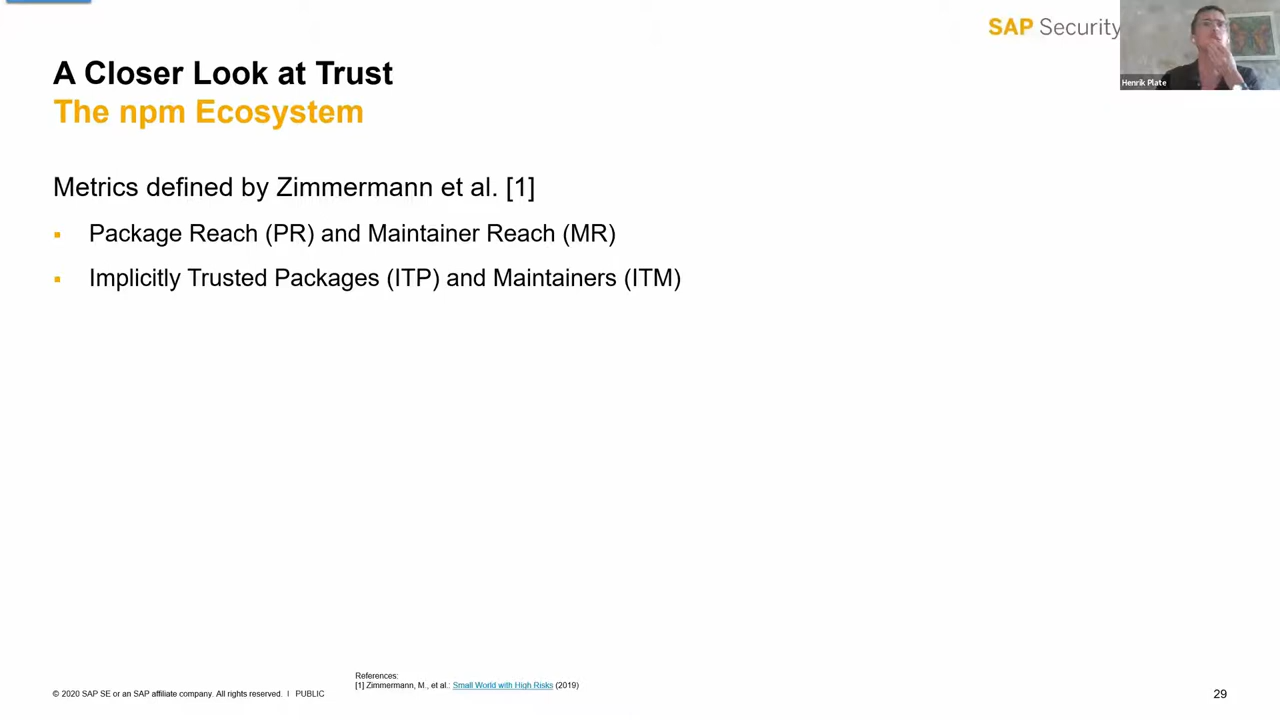 SAP Security
Henrik Plate
A Closer Look at Trust
The npm Ecosystem
Metrics defined by Zimmermann et al. [1]
▪ Package Reach (PR) and Maintainer Reach (MR)
▪ Implicitly Trusted Packages (ITP) and Maintainers (ITM)
References:
[1] Zimmermann, M., et al.: Small World with High Risks (2019)
© 2020 SAP SE or an SAP affiliate company. All rights reserved. I PUBLIC
29